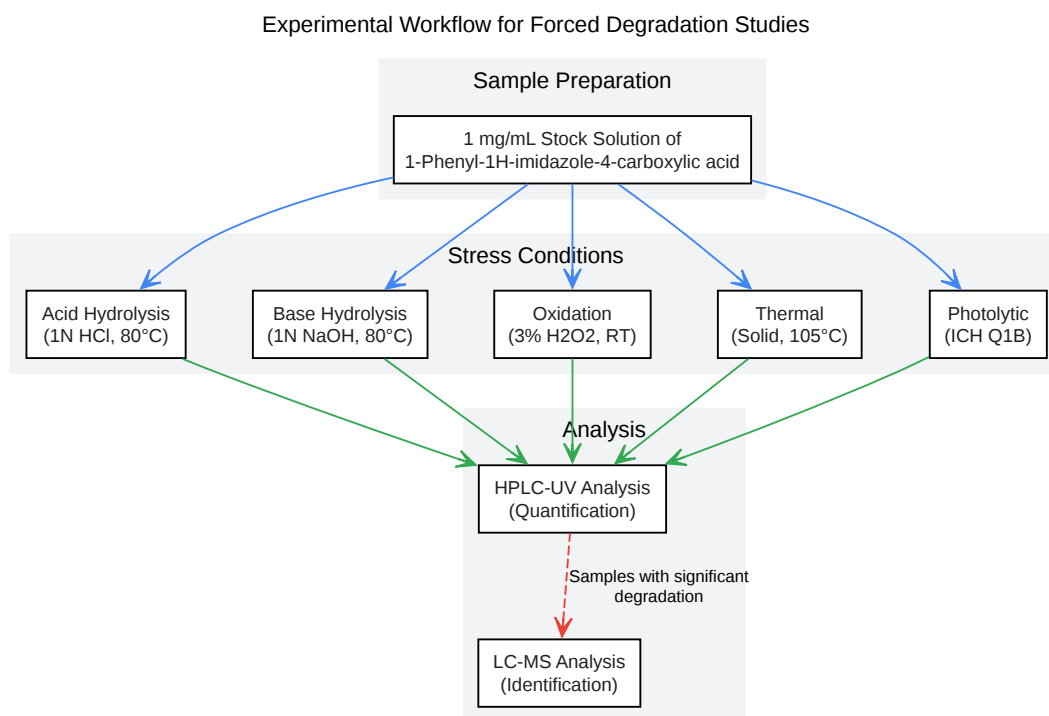 Experimental Workflow for Forced Degradation Studies
Sample Preparation
1 mg/mL Stock Solution of
1-Phenyl-1H-imidazole-4-carboxylic acid
Stress Conditions
Acid Hydrolysis
(1N HCl, 80°C)
Base Hydrolysis
(1N NaOH, 80°C)
Oxidation
(3% H2O2, RT)
Thermal
(Solid, 105°C)
Photolytic
(ICH Q1B)
Analysis
HPLC-UV Analysis
(Quantification)
Samples with significant
degradation
LC-MS Analysis
(Identification)